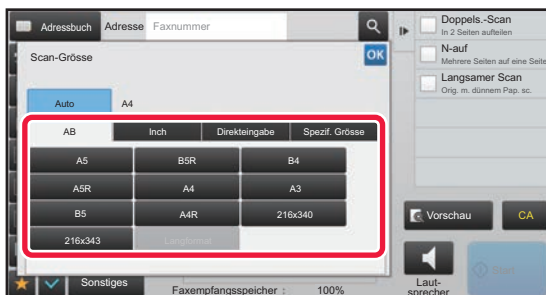 Adressbuch Adresse Faxnummer
Scan-Grösse OK
Auto A4
AB Inch Direkteingabe Spezif. Grösse
A5 B5R B4
A5R A4 A3
B5 A4R 216x340
216x343 Langformat
Sonstiges
Faxempfangsspeicher : 100%
Doppels.-Scan
In 2 Seiten aufteilen
N-auf
Mehrere Seiten auf eine Seite
Langsamer Scan
Orig. m. dünnem Pap. sc.
Vorschau CA
Laut-
sprecher
Start